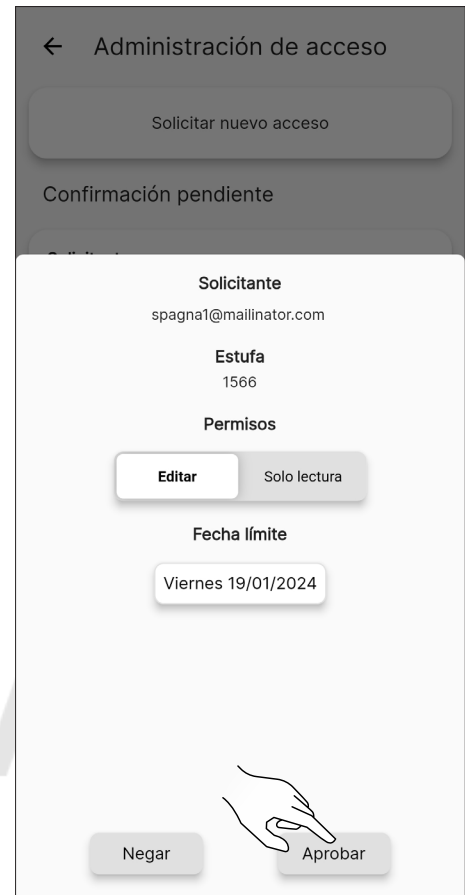 Administración de acceso
Solicitar nuevo acceso
Confirmación pendiente
Solicitante
spagna1@mailinator.com
Estufa
1566
Permisos
Editar
Solo lectura
Fecha límite
Viernes 19/01/2024
Negar
Aprobar